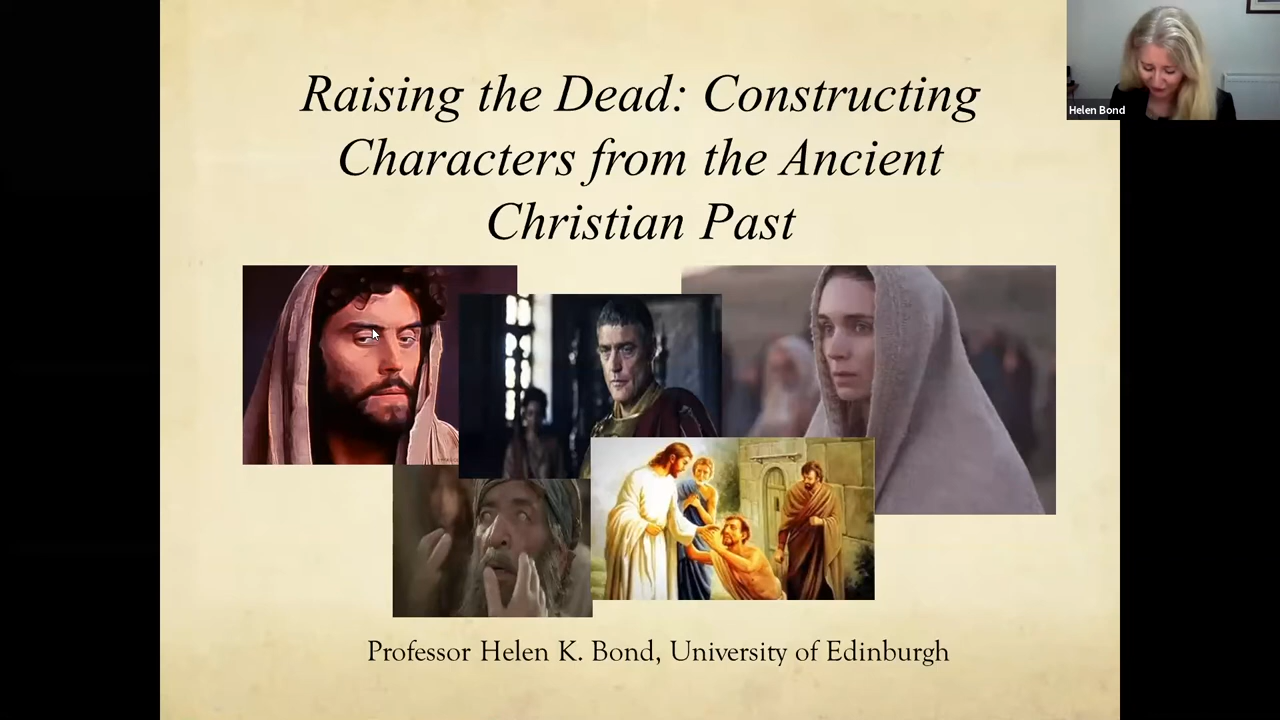 Raising the Dead: Constructing
Characters from the Ancient
Christian Past
Helen Bond
Professor Helen K. Bond, University of Edinburgh